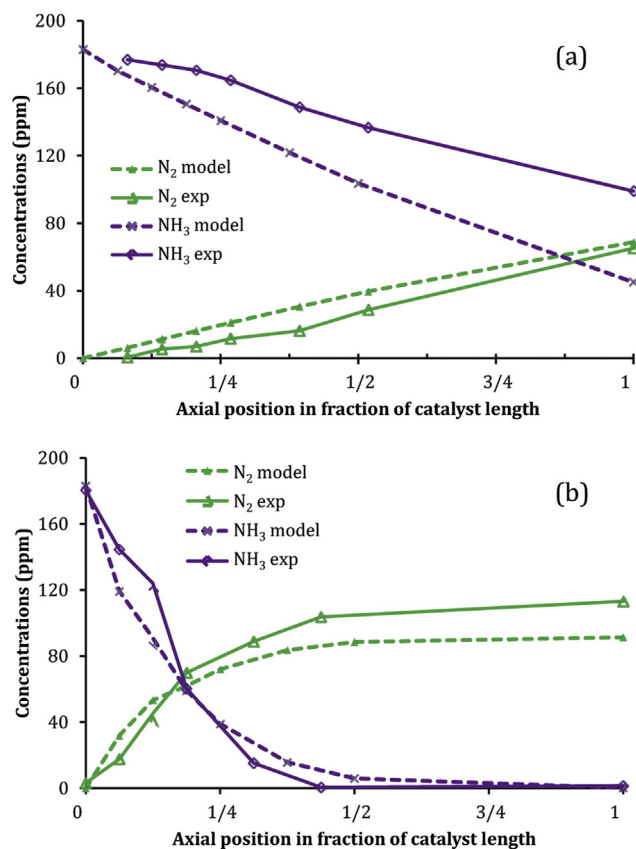 (a)
200
160
120
80
40
0
Concentrations (ppm)
N₂ model
N₂ exp
NH₃ model
NH₃ exp
0 1/4 1/2 3/4 1
Axial position in fraction of catalyst length
(b)
200
160
120
80
40
0
Concentrations (ppm)
N₂ model
N₂ exp
NH₃ model
NH₃ exp
0 1/4 1/2 3/4 1
Axial position in fraction of catalyst length